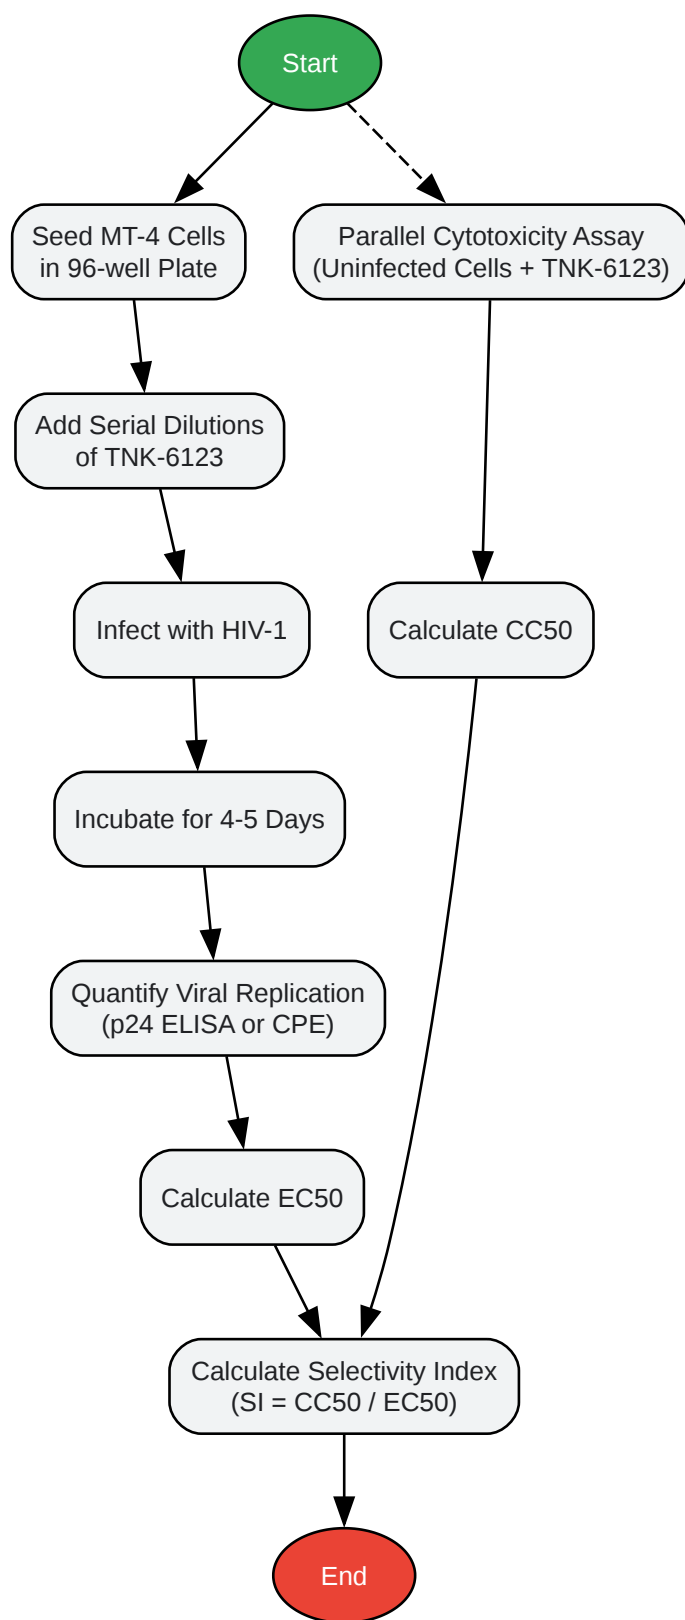 Start
Seed MT-4 Cells
in 96-well Plate
Parallel Cytotoxicity Assay
(Uninfected Cells + TNK-6123)
Add Serial Dilutions
of TNK-6123
Infect with HIV-1
Calculate CC50
Incubate for 4-5 Days
Quantify Viral Replication
(p24 ELISA or CPE)
Calculate EC50
Calculate Selectivity Index
(SI = CC50 / EC50)
End